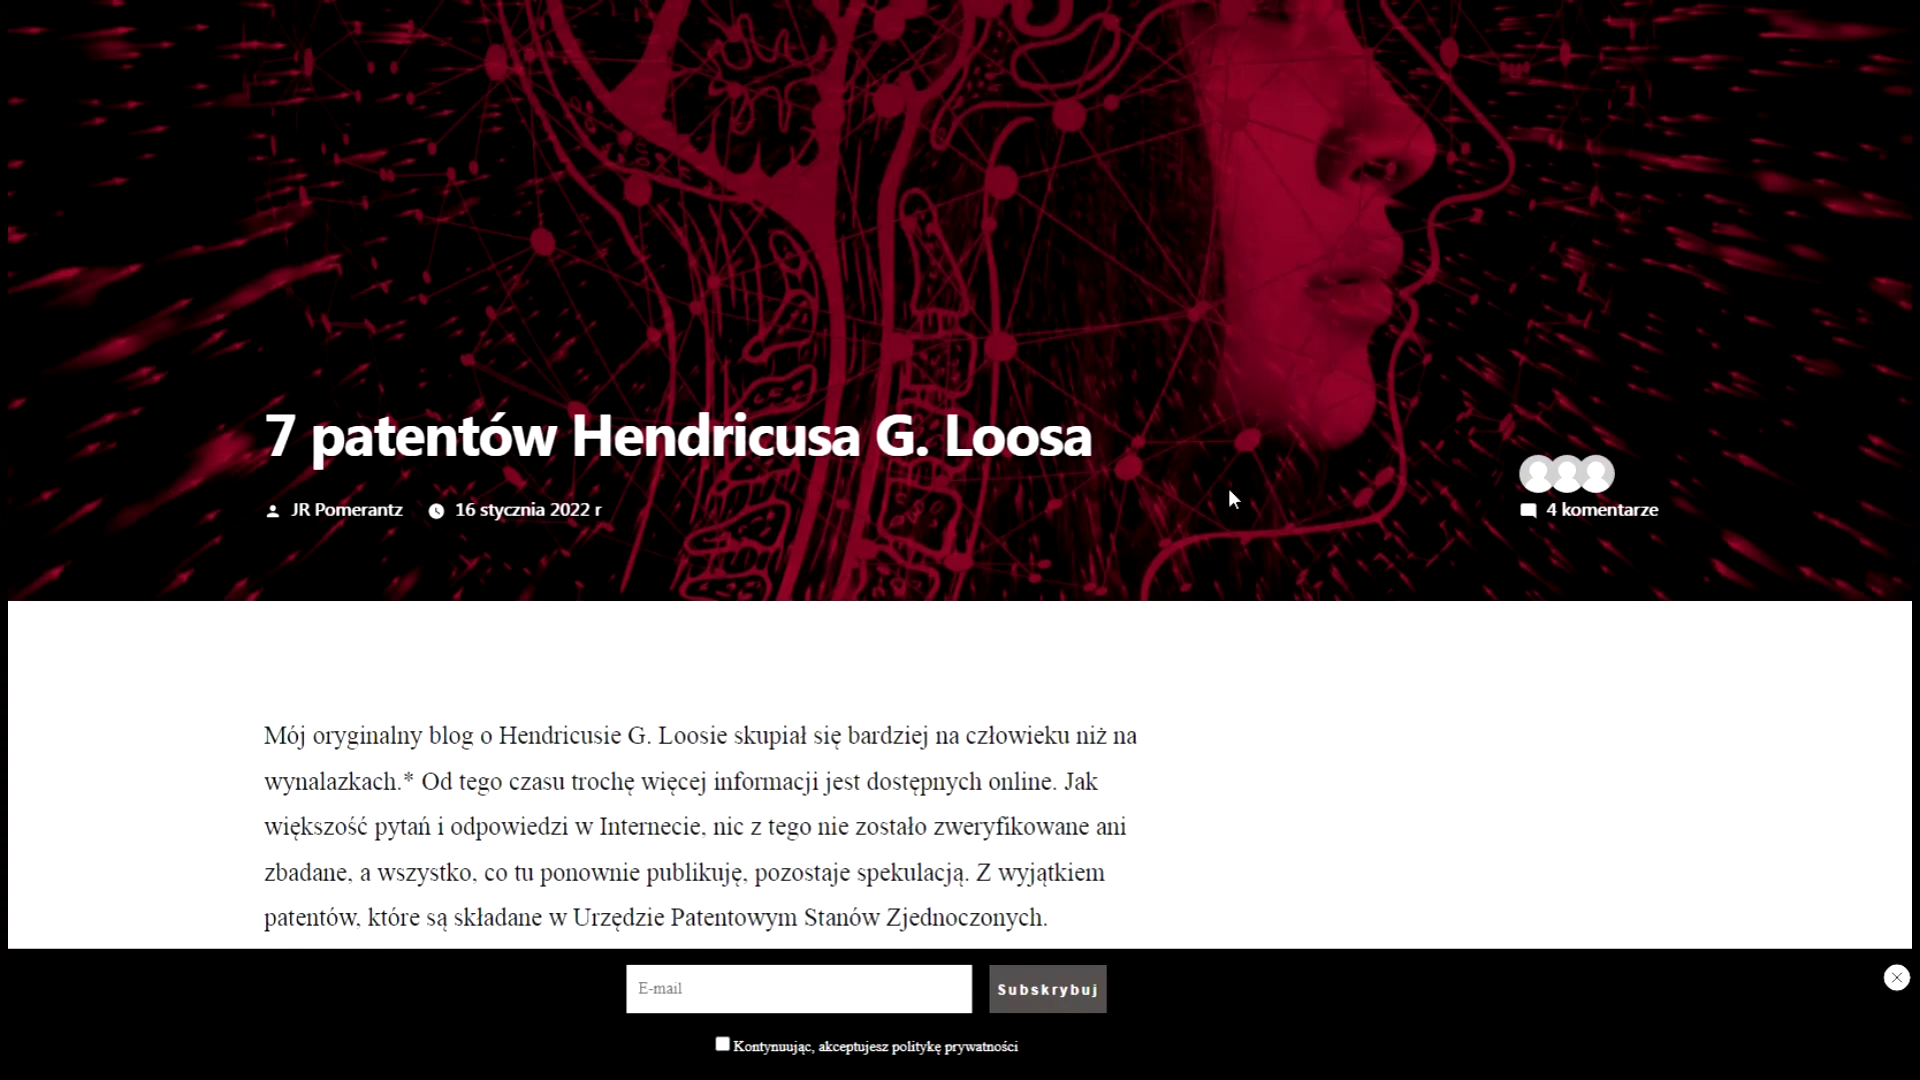 7 patentów Hendricusa G. Loosa
JR Pomerantz 16 stycznia 2022 r
4 komentarze
Mój oryginalny blog o Hendricusie G. Loosie skupiał się bardziej na człowieku niż na
wynalazkach.* Od tego czasu trochę więcej informacji jest dostępnych online. Jak
większość pytań i odpowiedzi w Internecie, nic z tego nie zostało zweryfikowane ani
zbadane, a wszystko, co tu ponownie publikuję, pozostaje spekulacją. Z wyjątkiem
patentów, które są składane w Urzędzie Patentowym Stanów Zjednoczonych.
E-mail
Subskrybuj
Kontynuując, akceptujesz politykę prywatności